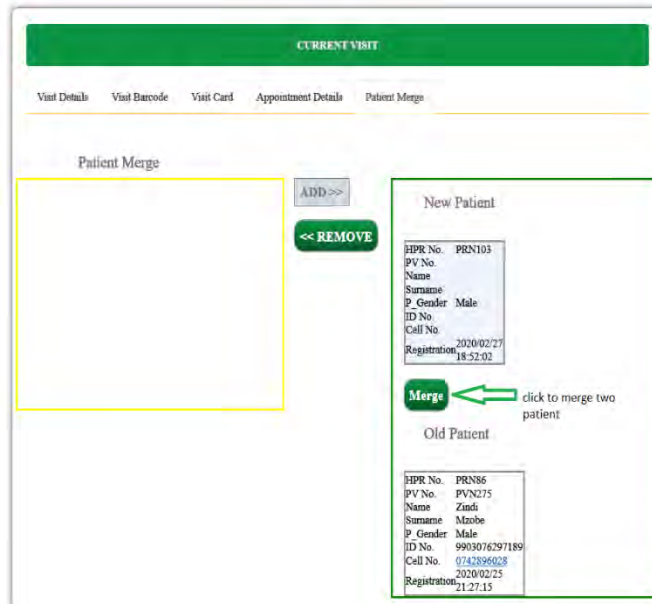 CURRENT VISIT
Visit Details Visit Barcode Visit Card Appointment Details Patient Merge
Patient Merge
ADD >>
<< REMOVE
New Patient
HPR No. PRN103
PV No.
Name
Surname
P_Gender Male
ID No.
Cell No.
Registration 2020/02/27 18:52:02
Merge
click to merge two
patient
Old Patient
HPR No. PRN86
PV No. PVN275
Name Zindi
Surname Mzobe
P_Gender Male
ID No. 9903076297189
Cell No. 0742896028
Registration 2020/02/25 21:27:15